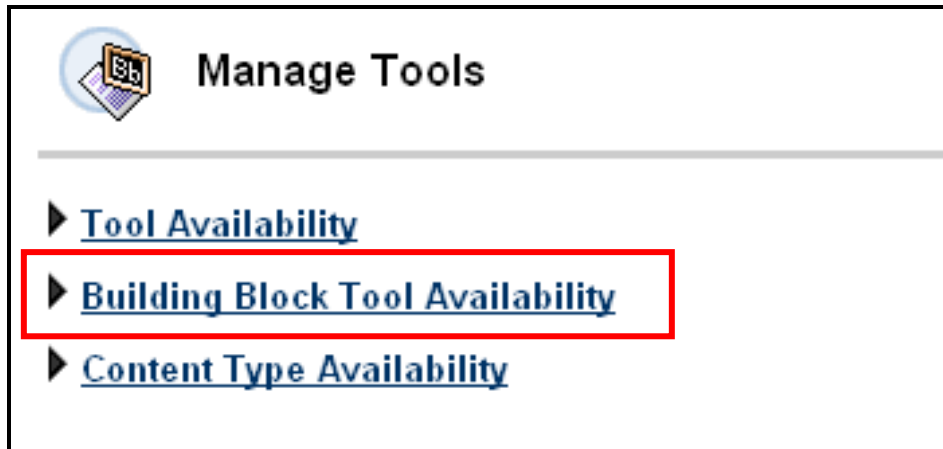 Bb
Manage Tools
Tool Availability
Building Block Tool Availability
Content Type Availability